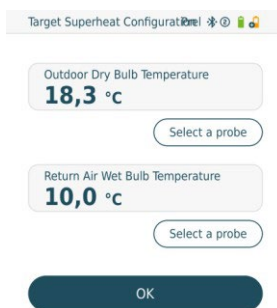 Target Superheat Configuration
Outdoor Dry Bulb Temperature
18,3 °C
Select a probe
Return Air Wet Bulb Temperature
10,0 °C
Select a probe
OK